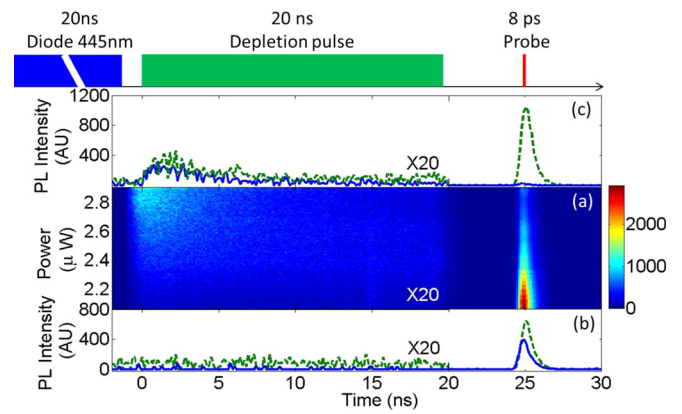 20ns
Diode 445nm
20 ns
Depletion pulse
8 ps
Probe
PL Intensity
(AU)
1200
800
400
X20
(c)
Power
(μ W)
2.8
2.6
2.4
2.2
X20
(a)
2000
1000
0
PL Intensity
(AU)
800
400
0
X20
(b)
0
5
10
15
20
25
30
Time (ns)